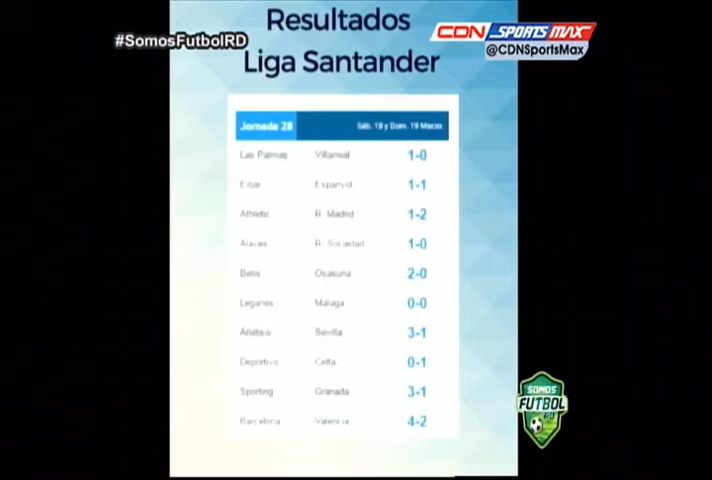 Resultados
Liga Santander
#SomosFutbolRD
CDN SPORTS MAX
@CDNSportsMax
Jornada 28 Sáb. 18 y Dom. 19 Marzo
Las Palmas Villarreal 1-0
Eibar Espanyol 1-1
Athletic R. Madrid 1-2
Alavés R. Sociedad 1-0
Betis Osasuna 2-0
Leganés Málaga 0-0
Atlético Sevilla 3-1
Deportivo... Celta 0-1
Sporting Granada 3-1
Barcelona Valencia 4-2
SOMOS
FUTBOL
RD